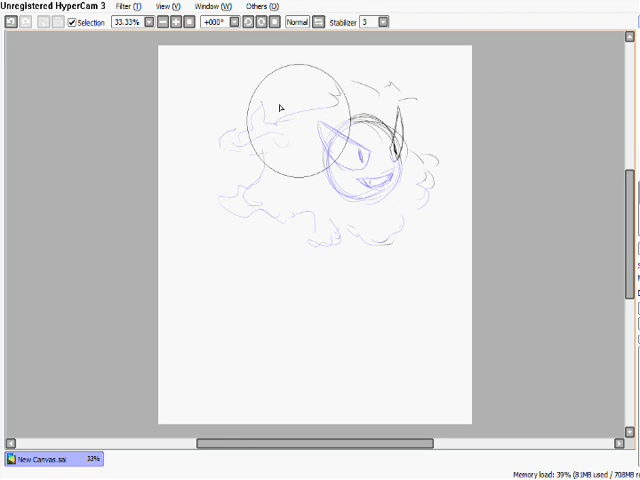 Unregistered HyperCam 3 Filter (T) View (V) Window (W) Others (O)
Selection 33.33% +000° Normal Stabilizer 3
New Canvas.sai 33%
Memory load: 39% (81MB used / 708MB